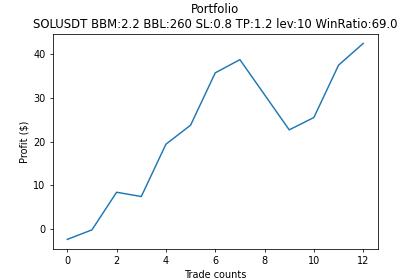 Portfolio
SOLUSDT BBM:2.2 BBL:260 SL:0.8 TP:1.2 lev:10 WinRatio:69.0
40
30
20
10
0
Profit ($)
0 2 4 6 8 10 12
Trade counts